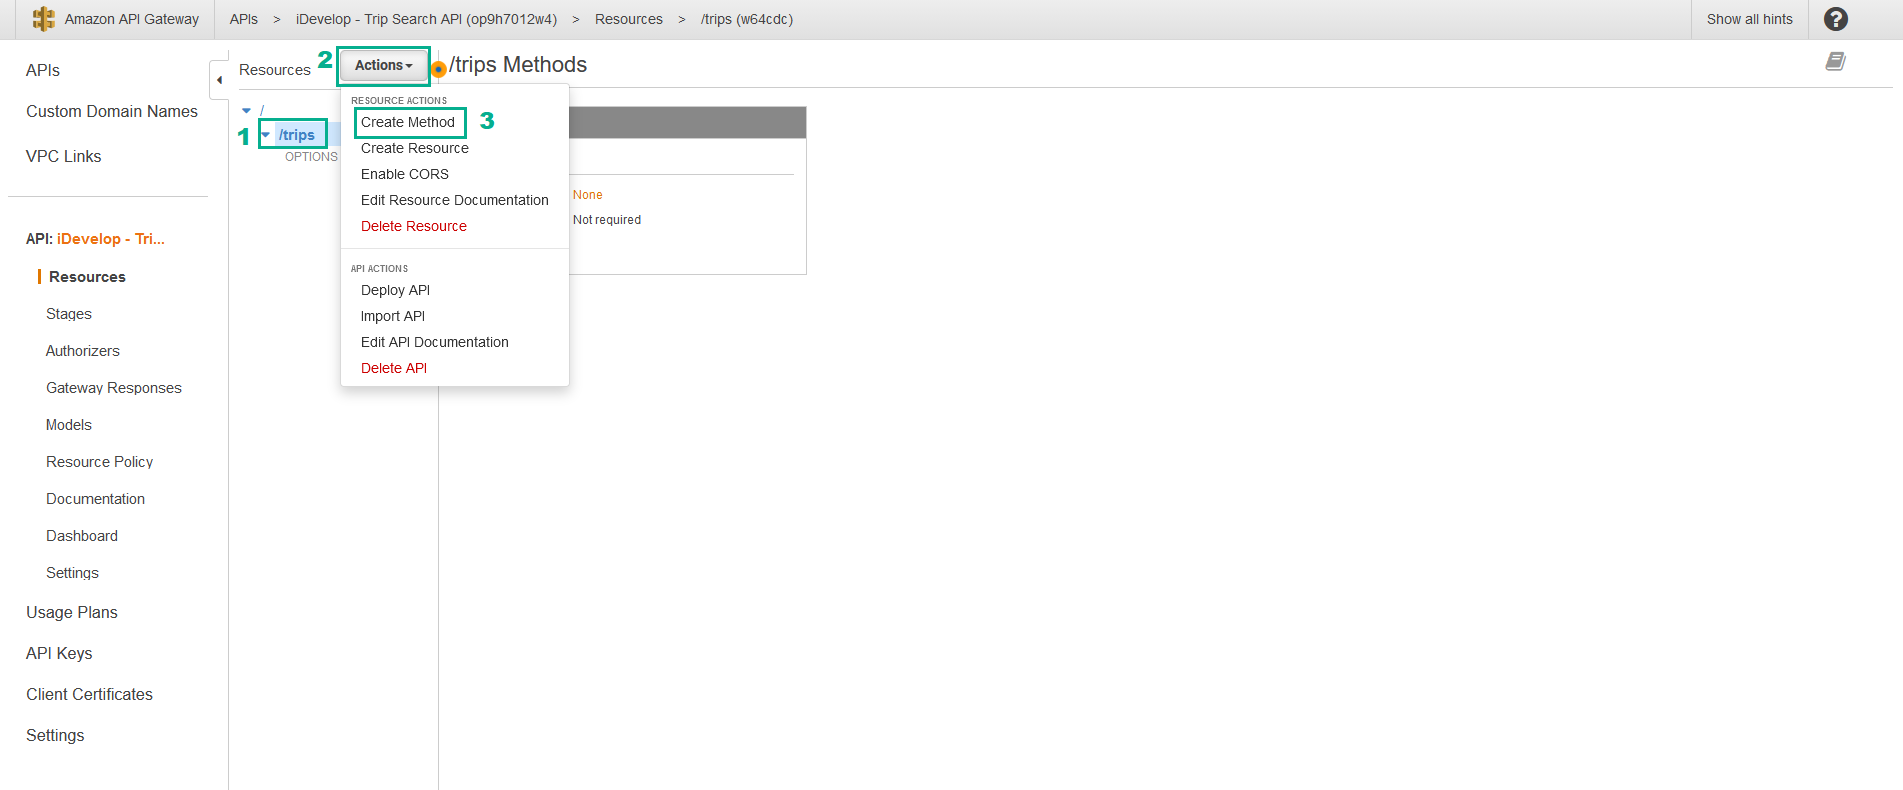 Amazon API Gateway
APIs > iDevelop - Trip Search API (op9h7012w4) > Resources > /trips (w64cdc)
Show all hints
?
APIs
Custom Domain Names
VPC Links
API: iDevelop - Tri...
Resources
Stages
Authorizers
Gateway Responses
Models
Resource Policy
Documentation
Dashboard
Settings
Usage Plans
API Keys
Client Certificates
Settings
Resources
2
Actions
/
1
/trips
OPTIONS
RESOURCE ACTIONS
Create Method
3
Create Resource
Enable CORS
Edit Resource Documentation
Delete Resource
API ACTIONS
Deploy API
Import API
Edit API Documentation
Delete API
/trips Methods
None
Not required